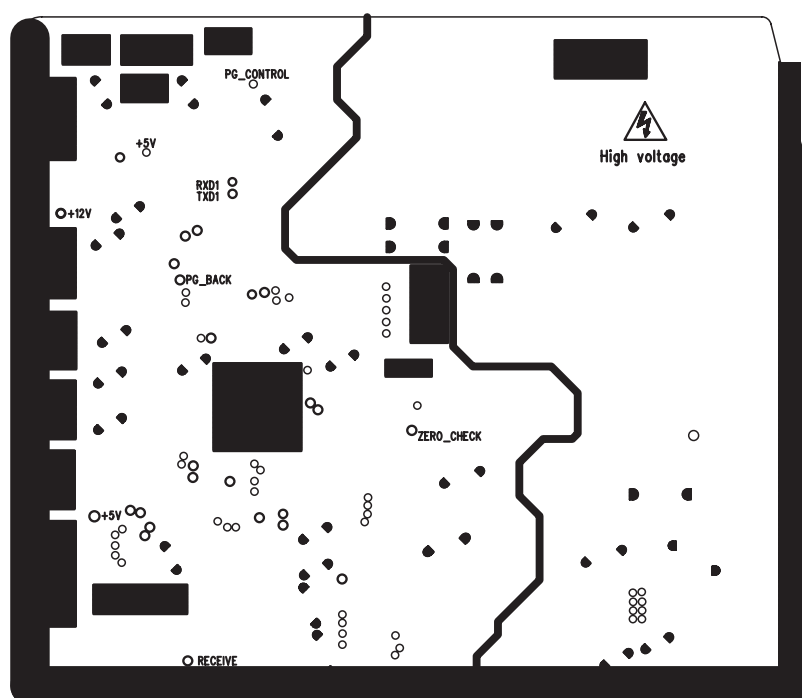 PG_CONTROL
+5V
High voltage
RXD1
TXD1
+12V
PG_BACK
ZERO_CHECK
+5V
RECEIVE